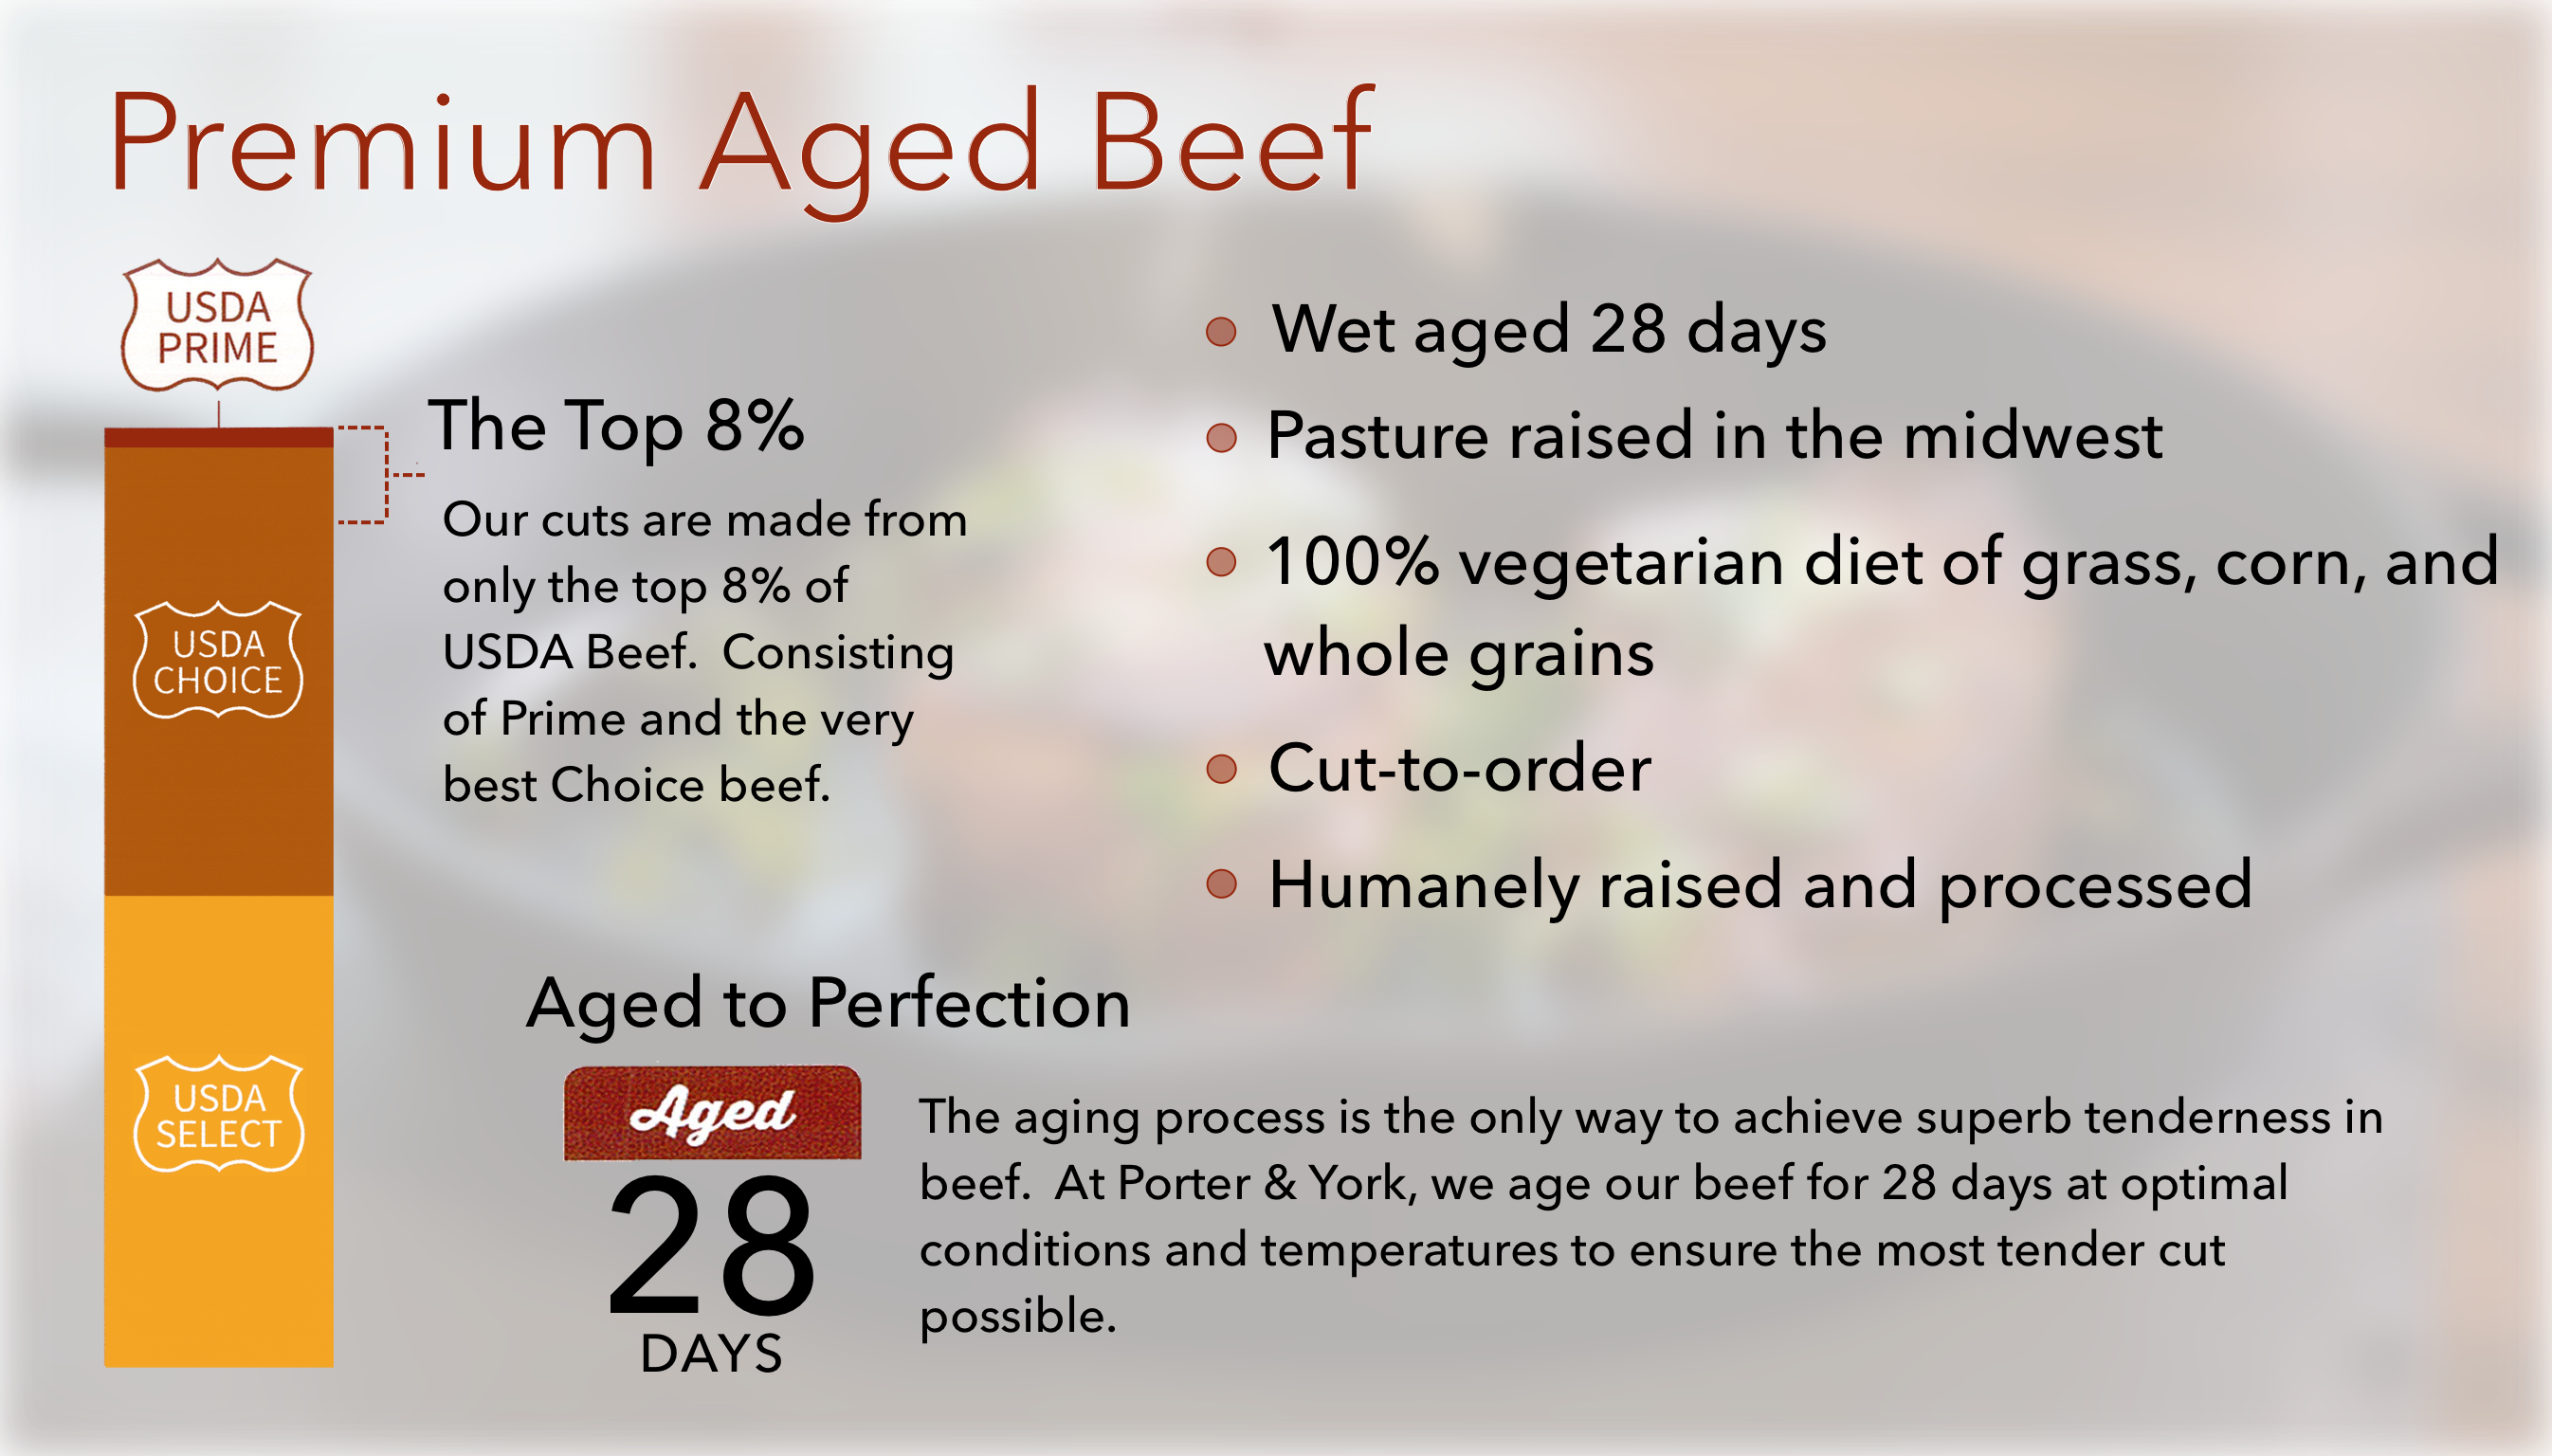 Premium Aged Beef
USDA
PRIME
The Top 8%
Our cuts are made from
only the top 8% of
USDA Beef.  Consisting
of Prime and the very
best Choice beef.
USDA
CHOICE
USDA
SELECT
Wet aged 28 days
Pasture raised in the midwest
100% vegetarian diet of grass, corn, and
whole grains
Cut-to-order
Humanely raised and processed
Aged to Perfection
Aged
28
DAYS
The aging process is the only way to achieve superb tenderness in
beef.  At Porter & York, we age our beef for 28 days at optimal
conditions and temperatures to ensure the most tender cut
possible.